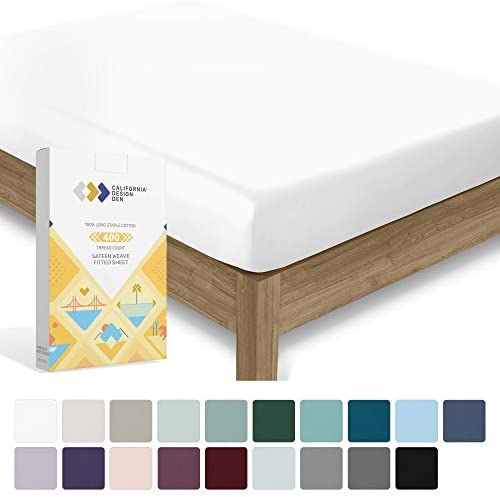 CALIFORNIA
DESIGN
DEN
100% LONG STAPLE COTTON
400
THREAD COUNT
SATEEN WEAVE
FITTED SHEET